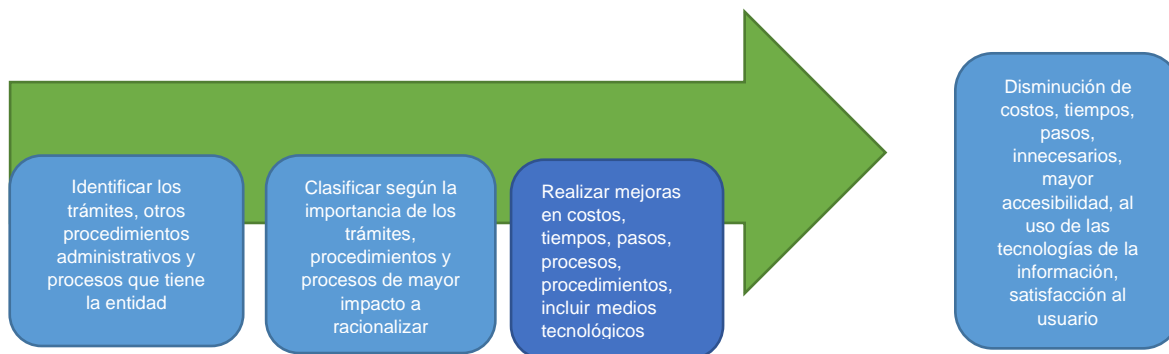 Identificar los
trámites, otros
procedimientos
administrativos y
procesos que tiene
la entidad
Clasificar según la
importancia de los
trámites,
procedimientos y
procesos de mayor
impacto a
racionalizar
Realizar mejoras
en costos,
tiempos, pasos,
procesos,
procedimientos,
incluir medios
tecnológicos
Disminución de
costos, tiempos,
pasos,
innecesarios,
mayor
accesibilidad, al
uso de las
tecnologías de la
información,
satisfacción al
usuario